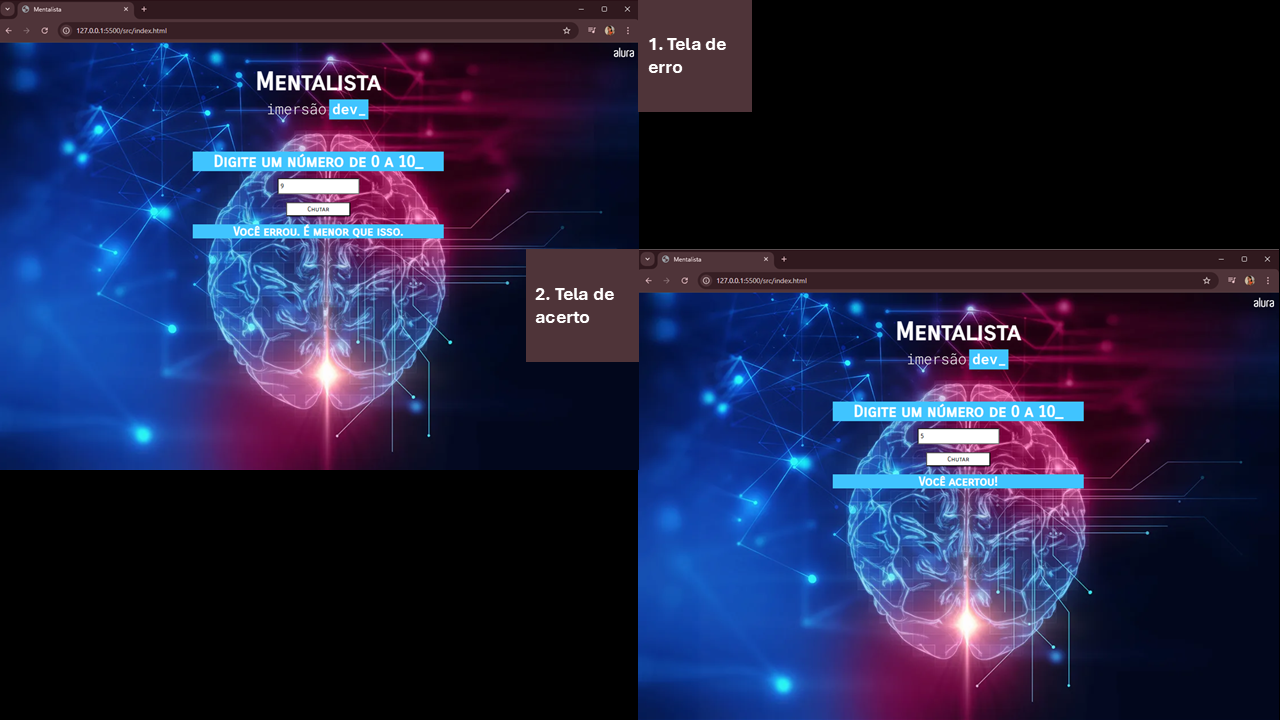 Mentalista
127.0.0.1:5500/src/index.html
alura
Mentalista
imersão dev_
Digite um número de 0 a 10_
9
Chutar
Você errou. É menor que isso.
1. Tela de
erro
2. Tela de
acerto
Mentalista
127.0.0.1:5500/src/index.html
alura
Mentalista
imersão dev_
Digite um número de 0 a 10_
5
Chutar
Você acertou!